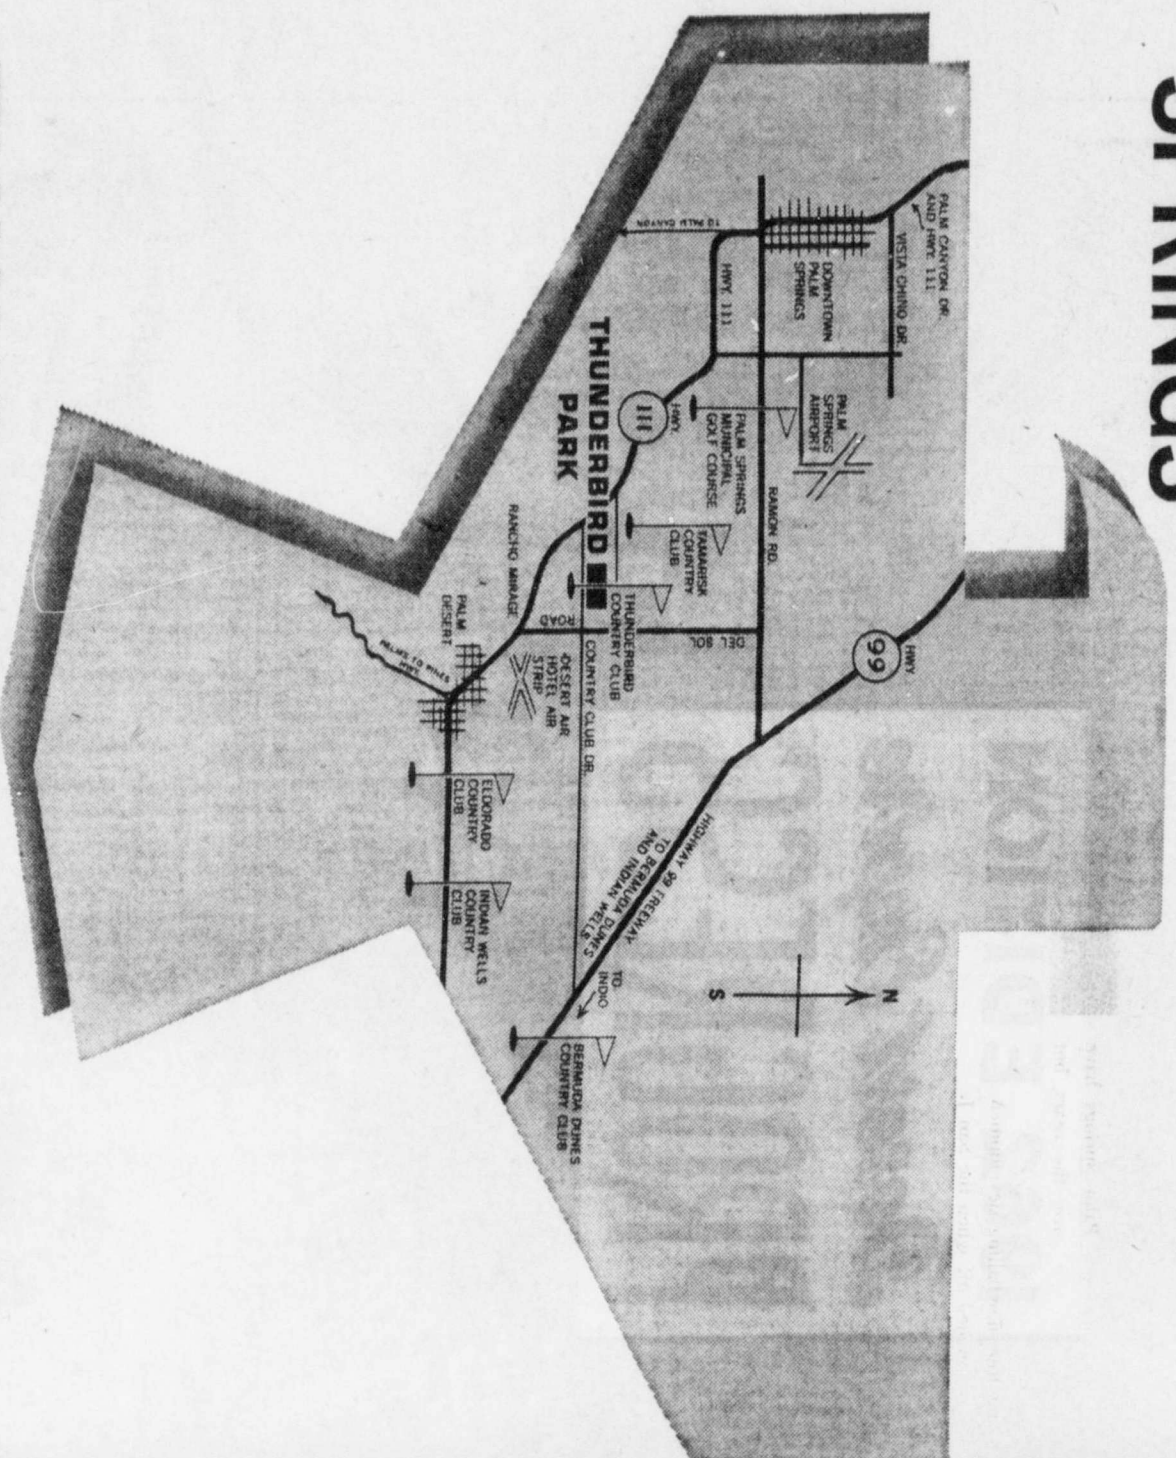 SPRINGS
PALM CANYON DR.
AND HWY. 111
VISTA CHINO DR.
DOWNTOWN
PALM
SPRINGS
TO PALM CANYON
HWY. 111
PALM
SPRINGS
AIRPORT
HWY.
111
PALM SPRINGS
MUNICIPAL
GOLF COURSE
RAMON RD.
THUNDERBIRD
PARK
TAMARISK
COUNTRY
CLUB
RANCHO MIRAGE
THUNDERBIRD
COUNTRY CLUB
DEL SOL
ROAD
HWY
99
PALM
DESERT
PALMS TO PINES
HWY.
DESERT AIR
HOTEL AIR
STRIP
COUNTRY CLUB DR.
ELDORADO
COUNTRY
CLUB
INDIAN WELLS
COUNTRY
CLUB
HIGHWAY 99 FREEWAY
TO BERMUDA DUNES
AND INDIAN WELLS
TO
INDIO
N
S
BERMUDA DUNES
COUNTRY CLUB